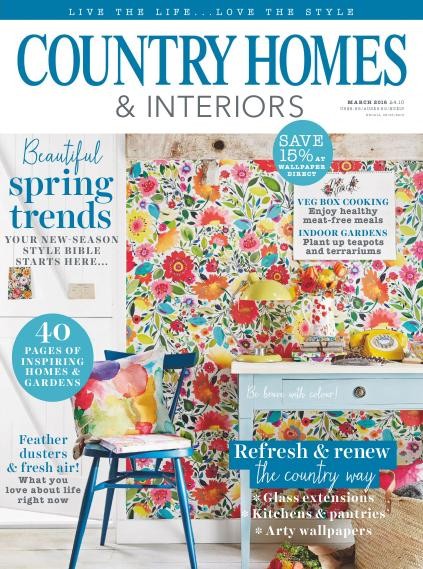 LIVE THE LIFE...LOVE THE STYLE
COUNTRY HOMES
& INTERIORS
MARCH 2018 £4.10
SAVE
15% AT
WALLPAPER
DIRECT
Beautiful
spring
trends
YOUR NEW-SEASON
STYLE BIBLE
STARTS HERE...
VEG BOX COOKING
Enjoy healthy
meat-free meals
INDOOR GARDENS
Plant up teapots
and terrariums
40
PAGES OF
INSPIRING
HOMES &
GARDENS
Be brave with colour!
Feather
dusters
& fresh air!
What you
love about life
right now
Refresh & renew
the country way
* Glass extensions
* Kitchens & pantries
* Arty wallpapers